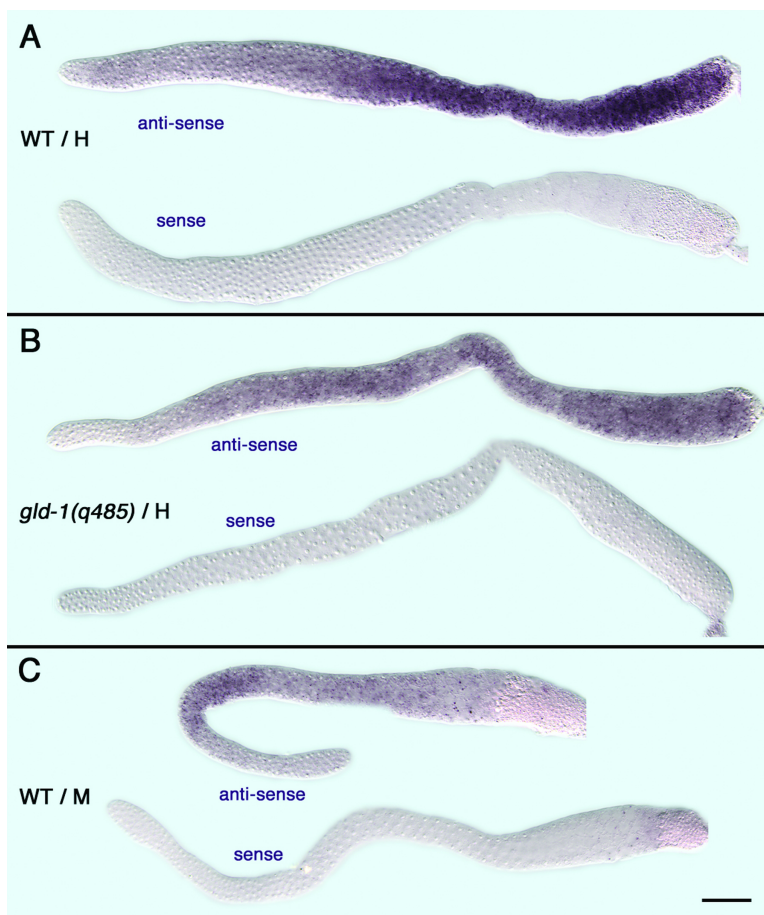 A
anti-sense
WT / H
sense
B
anti-sense
gld-1(q485) / H
sense
C
anti-sense
WT / M
sense